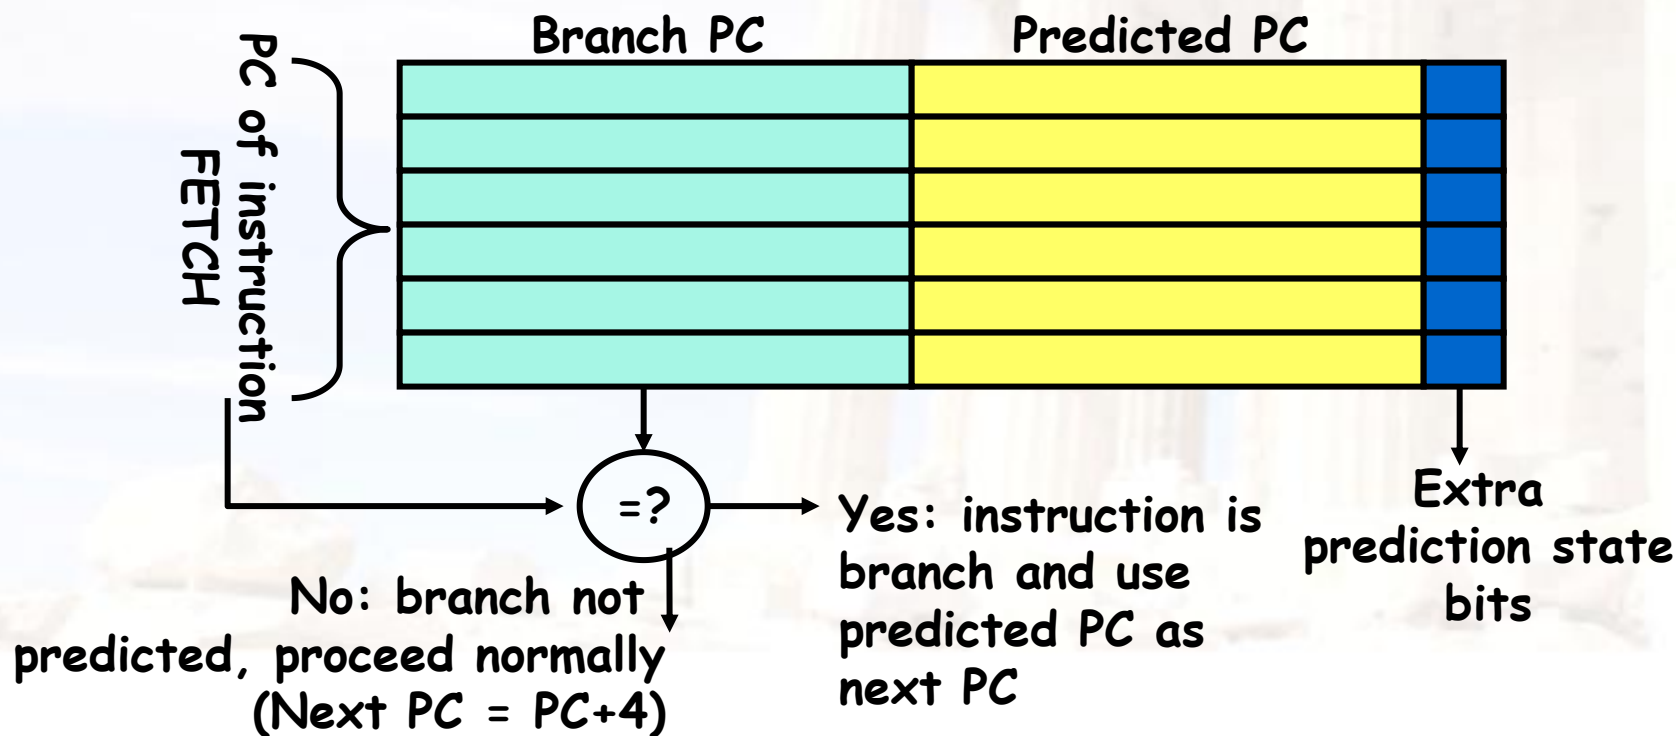 Branch PC
Predicted PC
PC of instruction
FETCH
=?
Yes: instruction is
branch and use
predicted PC as
next PC
Extra
prediction state
bits
No: branch not
predicted, proceed normally
(Next PC = PC+4)